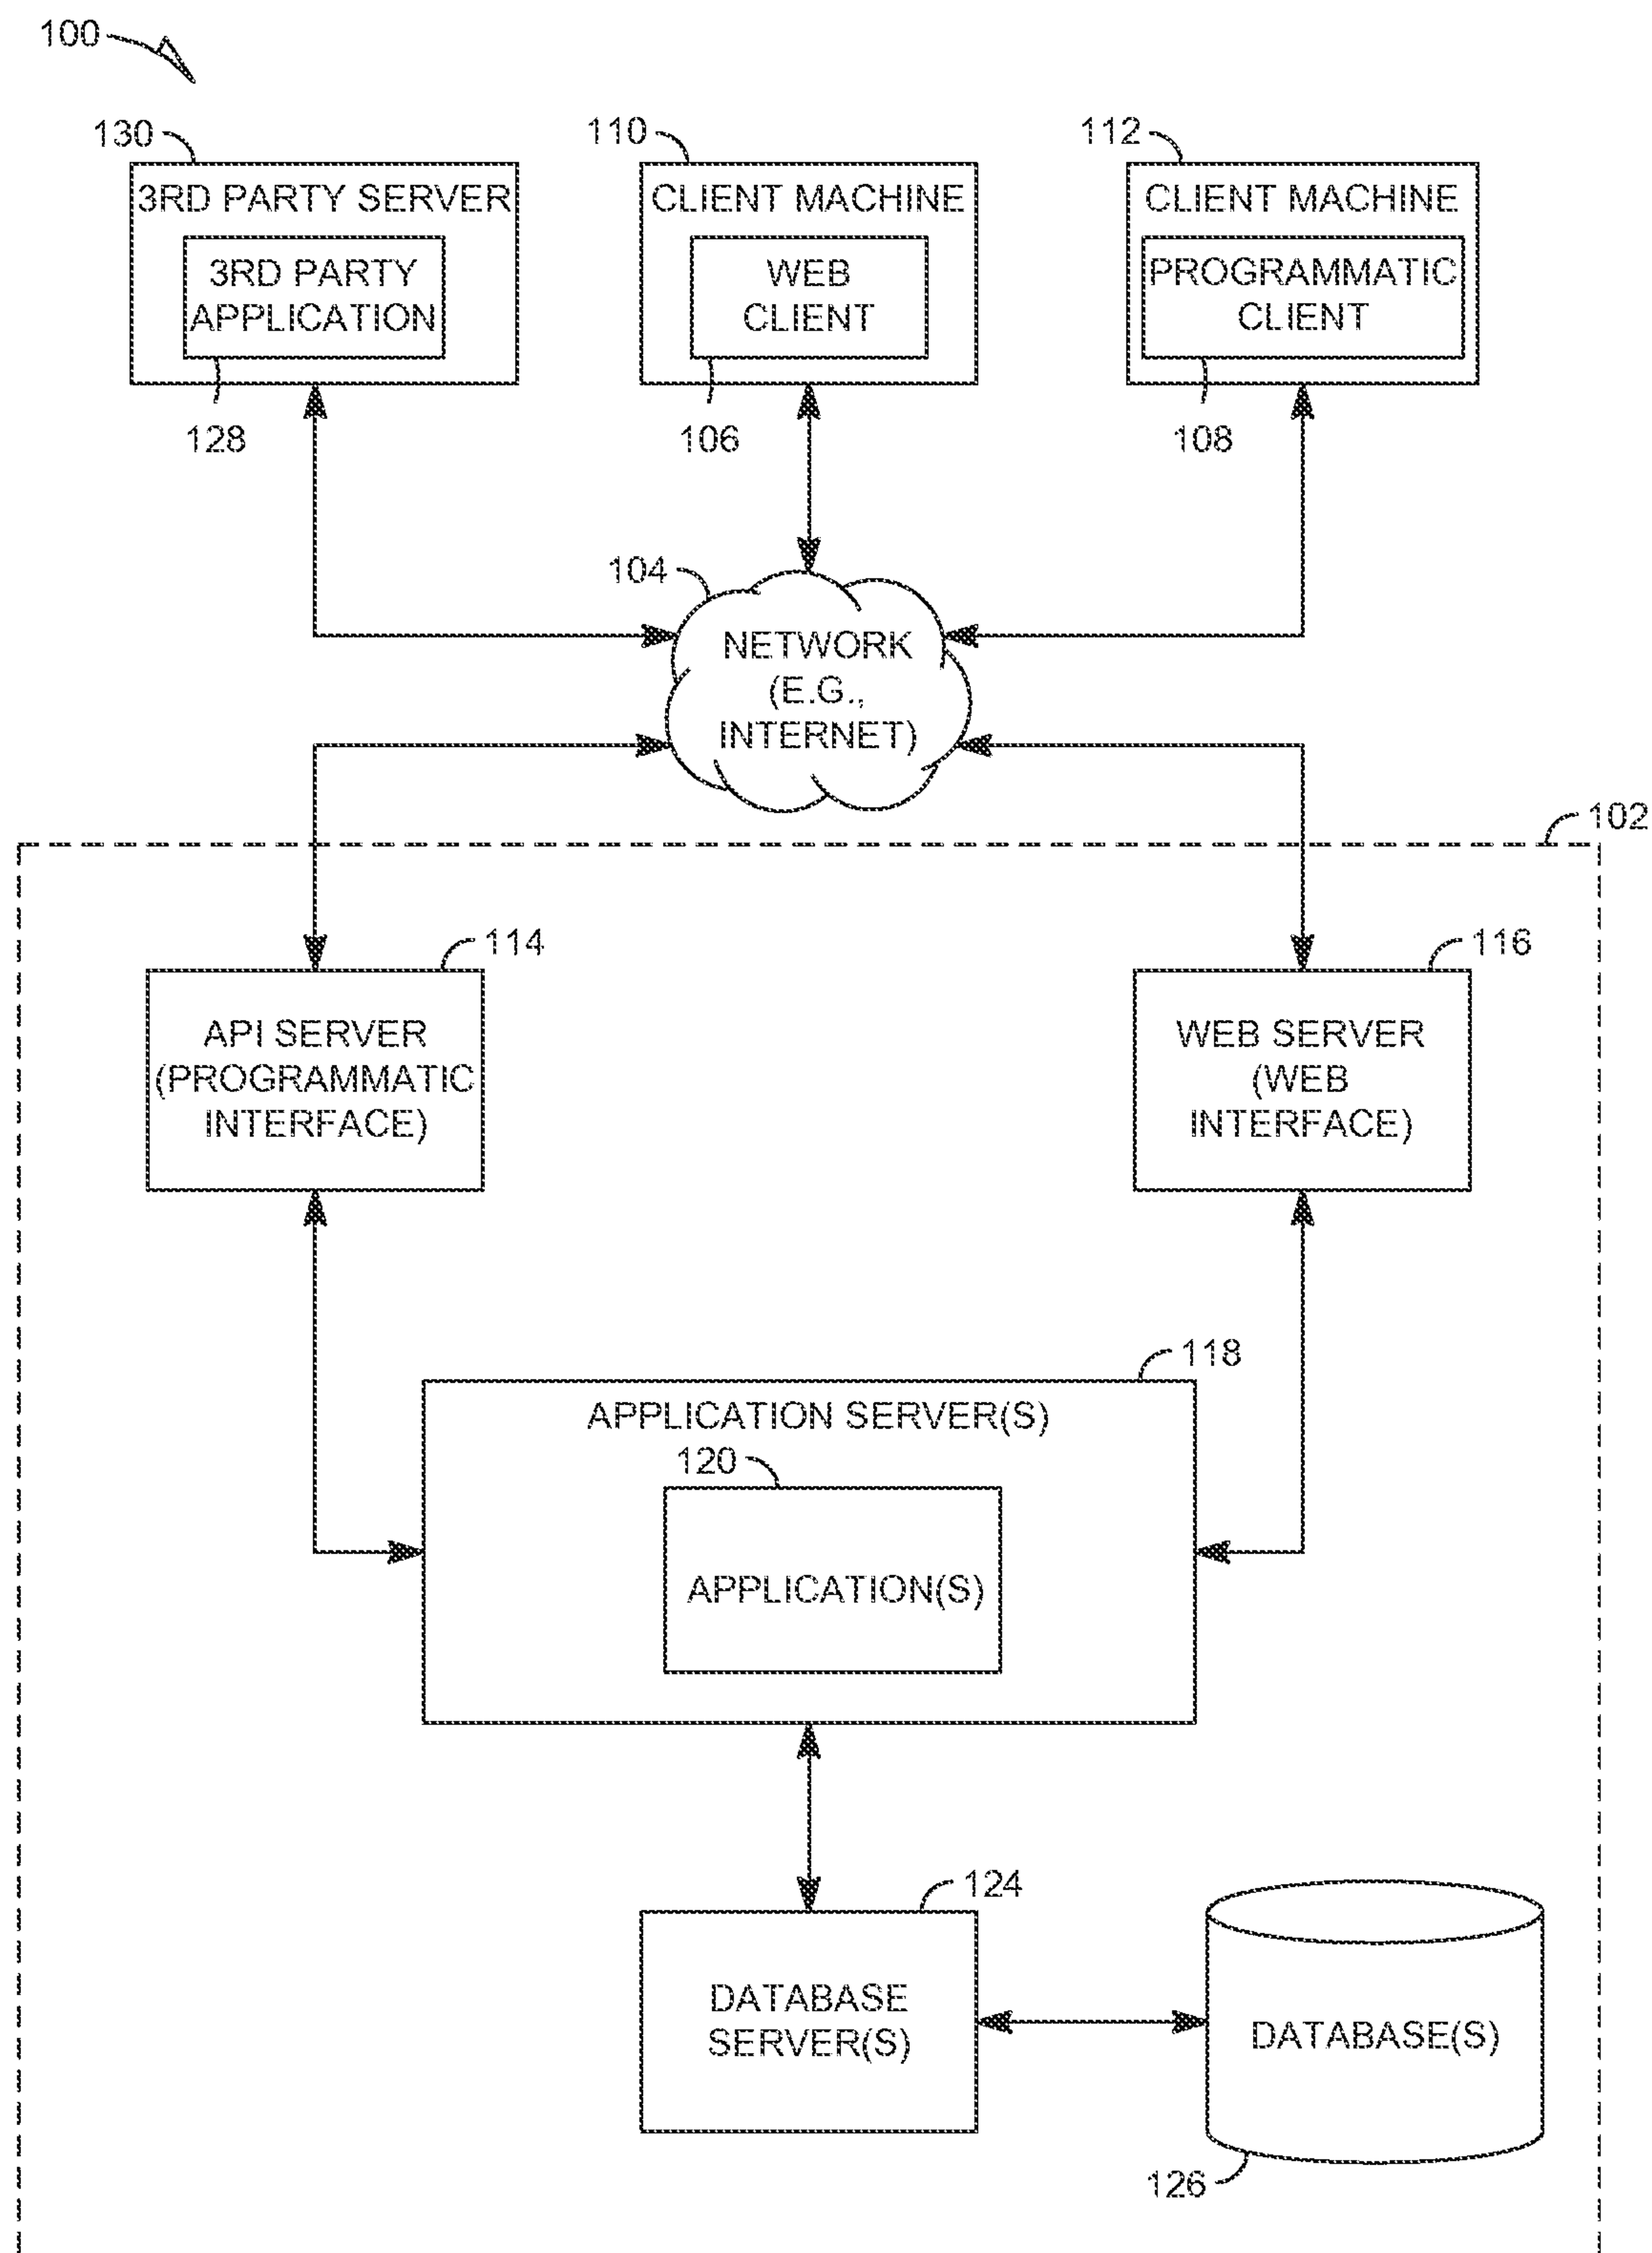 100
130
110
112
3RD PARTY SERVER
CLIENT MACHINE
CLIENT MACHINE
3RD PARTY
APPLICATION
WEB
CLIENT
PROGRAMMATIC
CLIENT
128
106
108
104
NETWORK
(E.G.,
INTERNET)
102
114
116
API SERVER
(PROGRAMMATIC
INTERFACE)
WEB SERVER
(WEB
INTERFACE)
118
APPLICATION SERVER(S)
120
APPLICATION(S)
124
DATABASE
SERVER(S)
DATABASE(S)
126